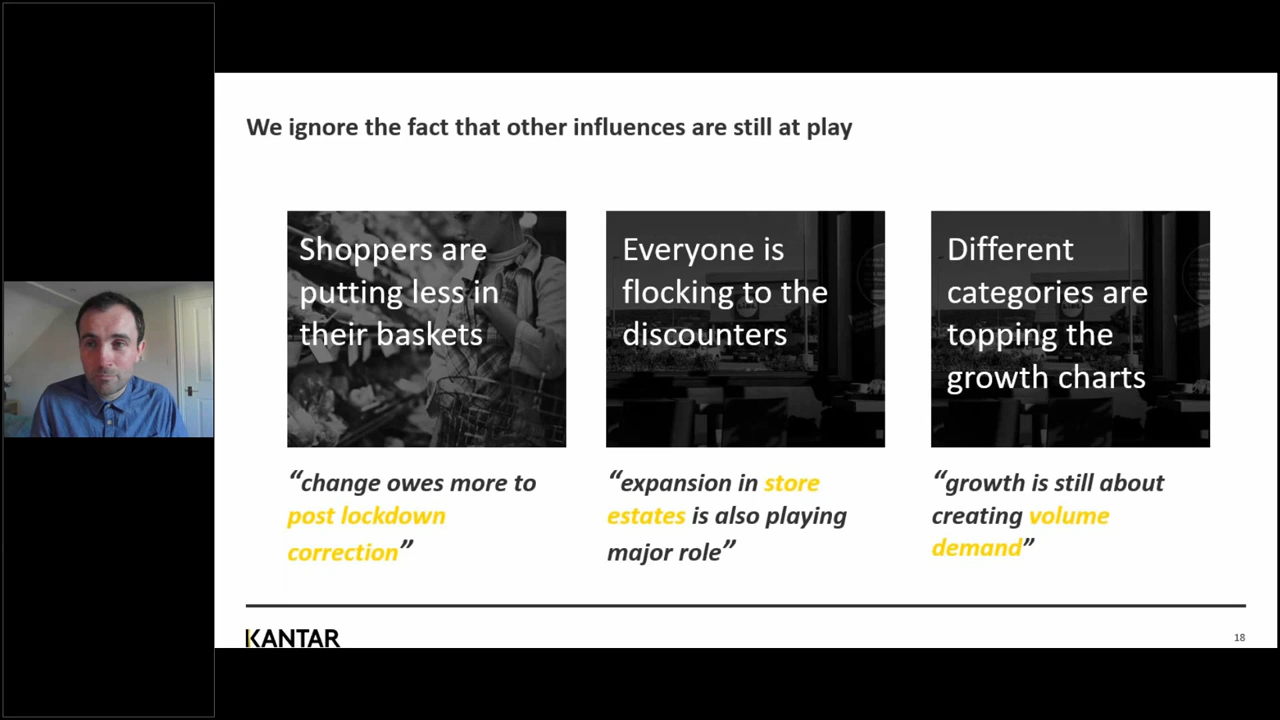 We ignore the fact that other influences are still at play
Shoppers are
putting less in
their baskets
Everyone is
flocking to the
discounters
Different
categories are
topping the
growth charts
“change owes more to
post lockdown
correction”
“expansion in store
estates is also playing
major role”
“growth is still about
creating volume
demand”
KANTAR
18